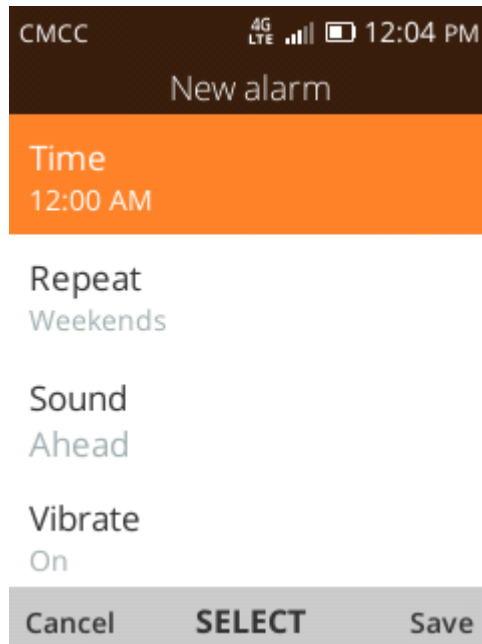 CMCC 4G LTE 12:04 PM
New alarm
Time
12:00 AM
Repeat
Weekends
Sound
Ahead
Vibrate
On
Cancel SELECT Save